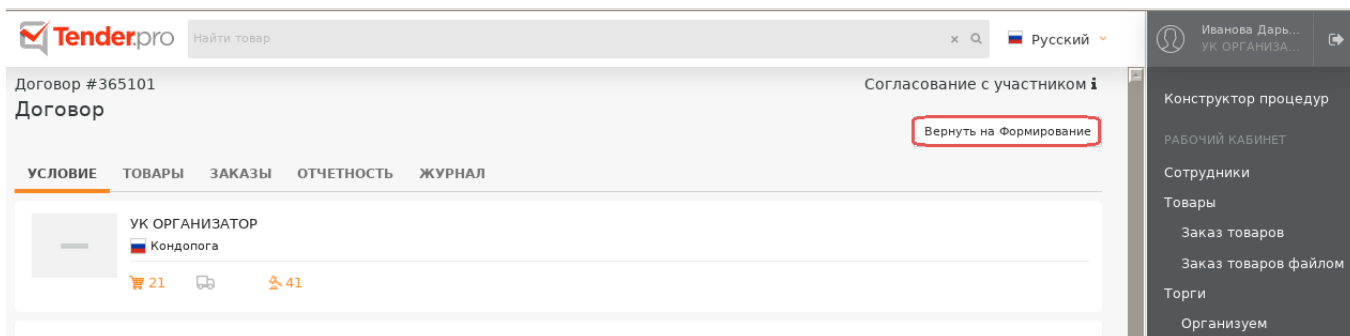 Tender.pro
Найти товар
x
Русский
Иванова Дарь...
УК ОРГАНИЗА...
Договор #365101
Согласование с участником i
Договор
Вернуть на Формирование
УСЛОВИЕ ТОВАРЫ ЗАКАЗЫ ОТЧЕТНОСТЬ ЖУРНАЛ
УК ОРГАНИЗАТОР
Кондопога
21 41
Конструктор процедур
РАБОЧИЙ КАБИНЕТ
Сотрудники
Товары
Заказ товаров
Заказ товаров файлом
Торги
Организуем